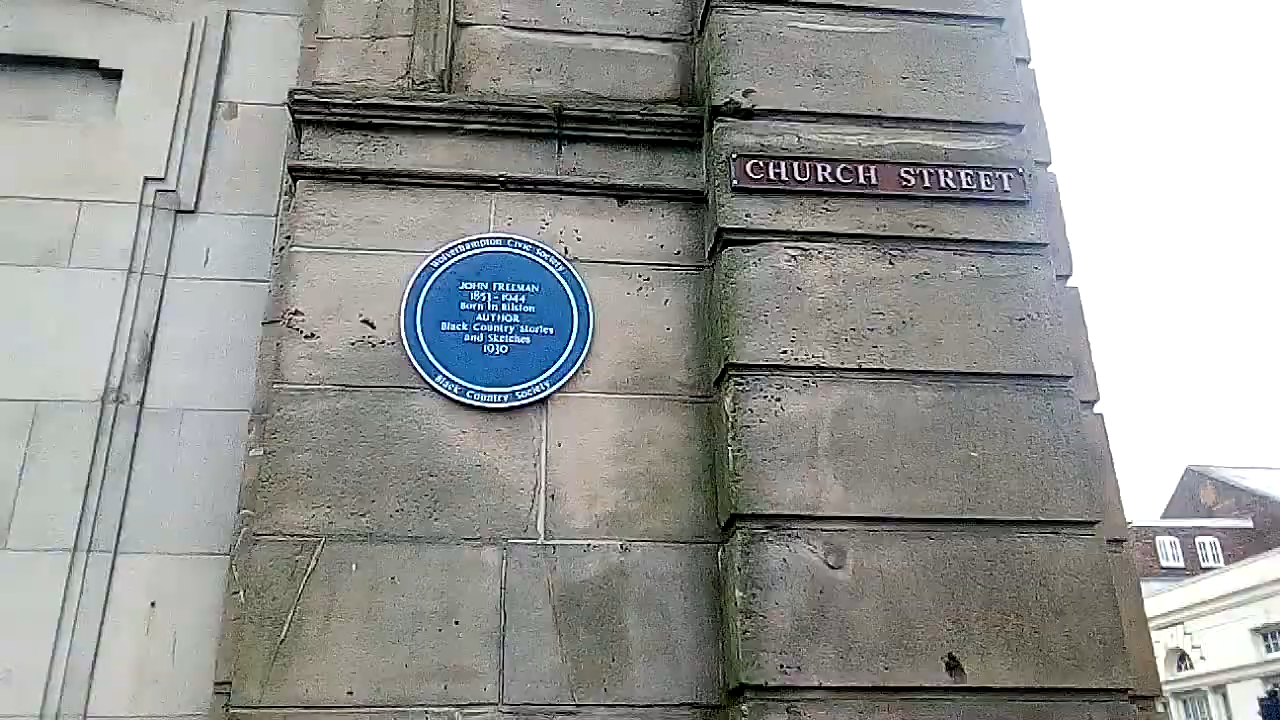 Wolverhampton Civic Society
JOHN FREEMAN
1853 - 1944
Born in Bilston
AUTHOR
Black Country Stories
and Sketches
1930
Black Country Society
CHURCH STREET